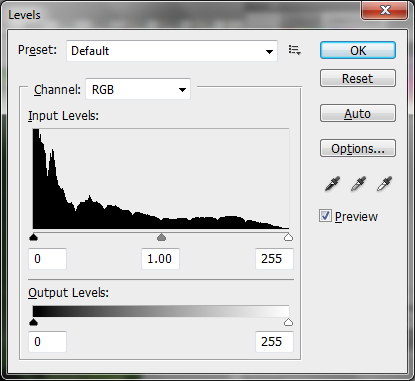 Levels
Preset: Default
OK
Channel: RGB
Reset
Input Levels:
Auto
Options...
Preview
0 1.00 255
Output Levels:
0 255